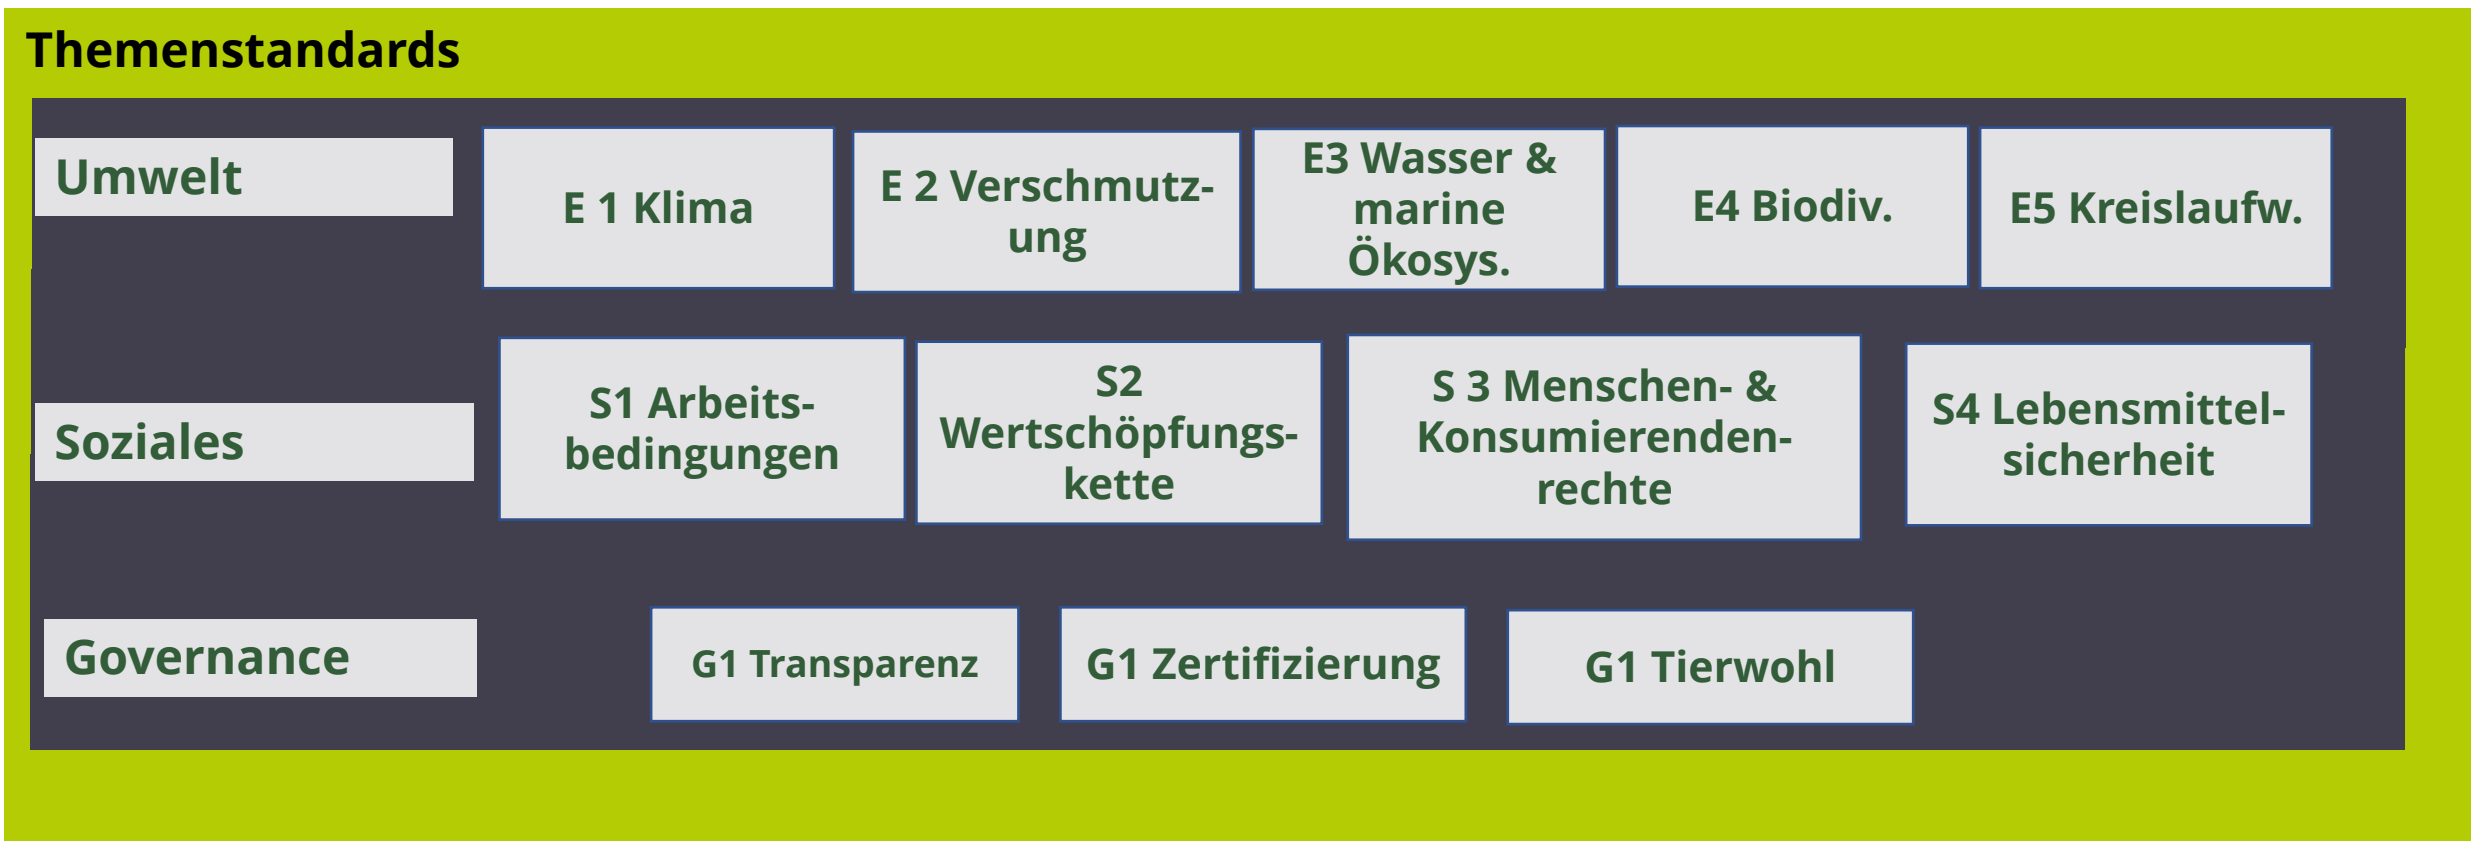 Themenstandards
Umwelt
E 1 Klima
E 2 Verschmutz-
ung
E3 Wasser &
marine
Ökosys.
E4 Biodiv.
E5 Kreislaufw.
Soziales
S1 Arbeits-
bedingungen
S2
Wertschöpfungs-
kette
S 3 Menschen- &
Konsumierenden-
rechte
S4 Lebensmittel-
sicherheit
Governance
G1 Transparenz
G1 Zertifizierung
G1 Tierwohl